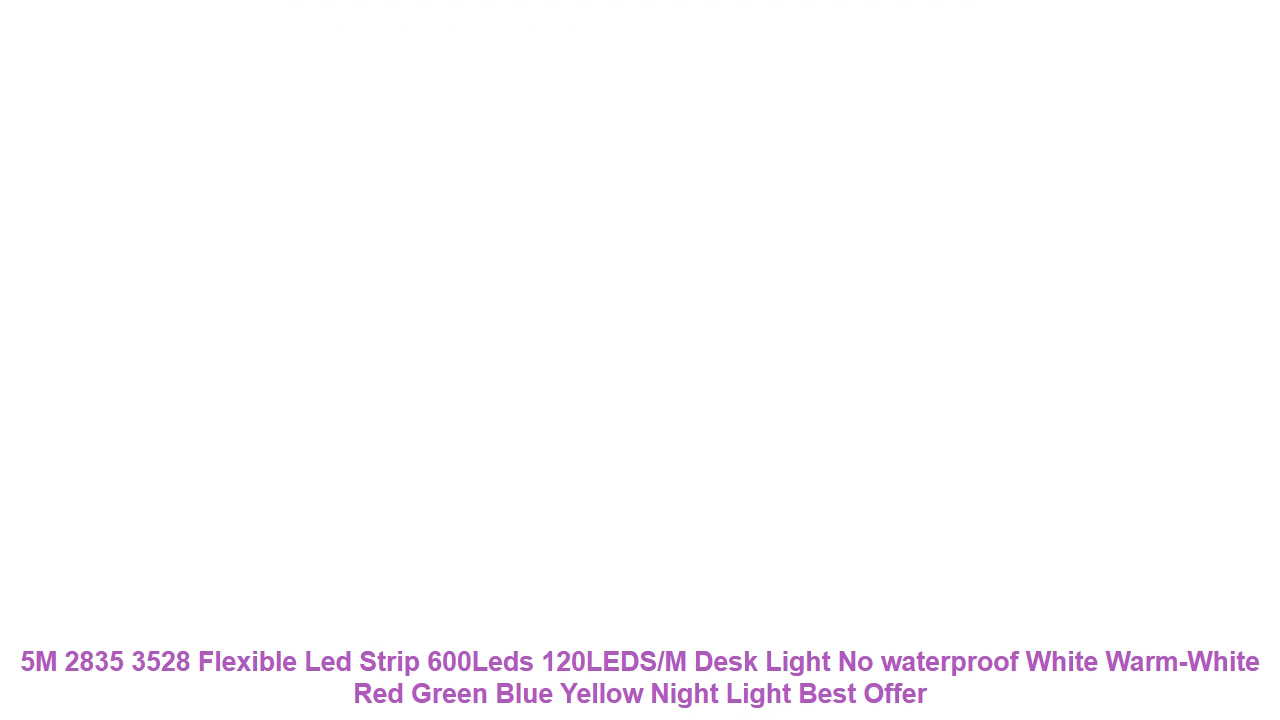 5M 2835 3528 Flexible Led Strip 600Leds 120LEDS/M Desk Light No waterproof White Warm-White
Red Green Blue Yellow Night Light Best Offer